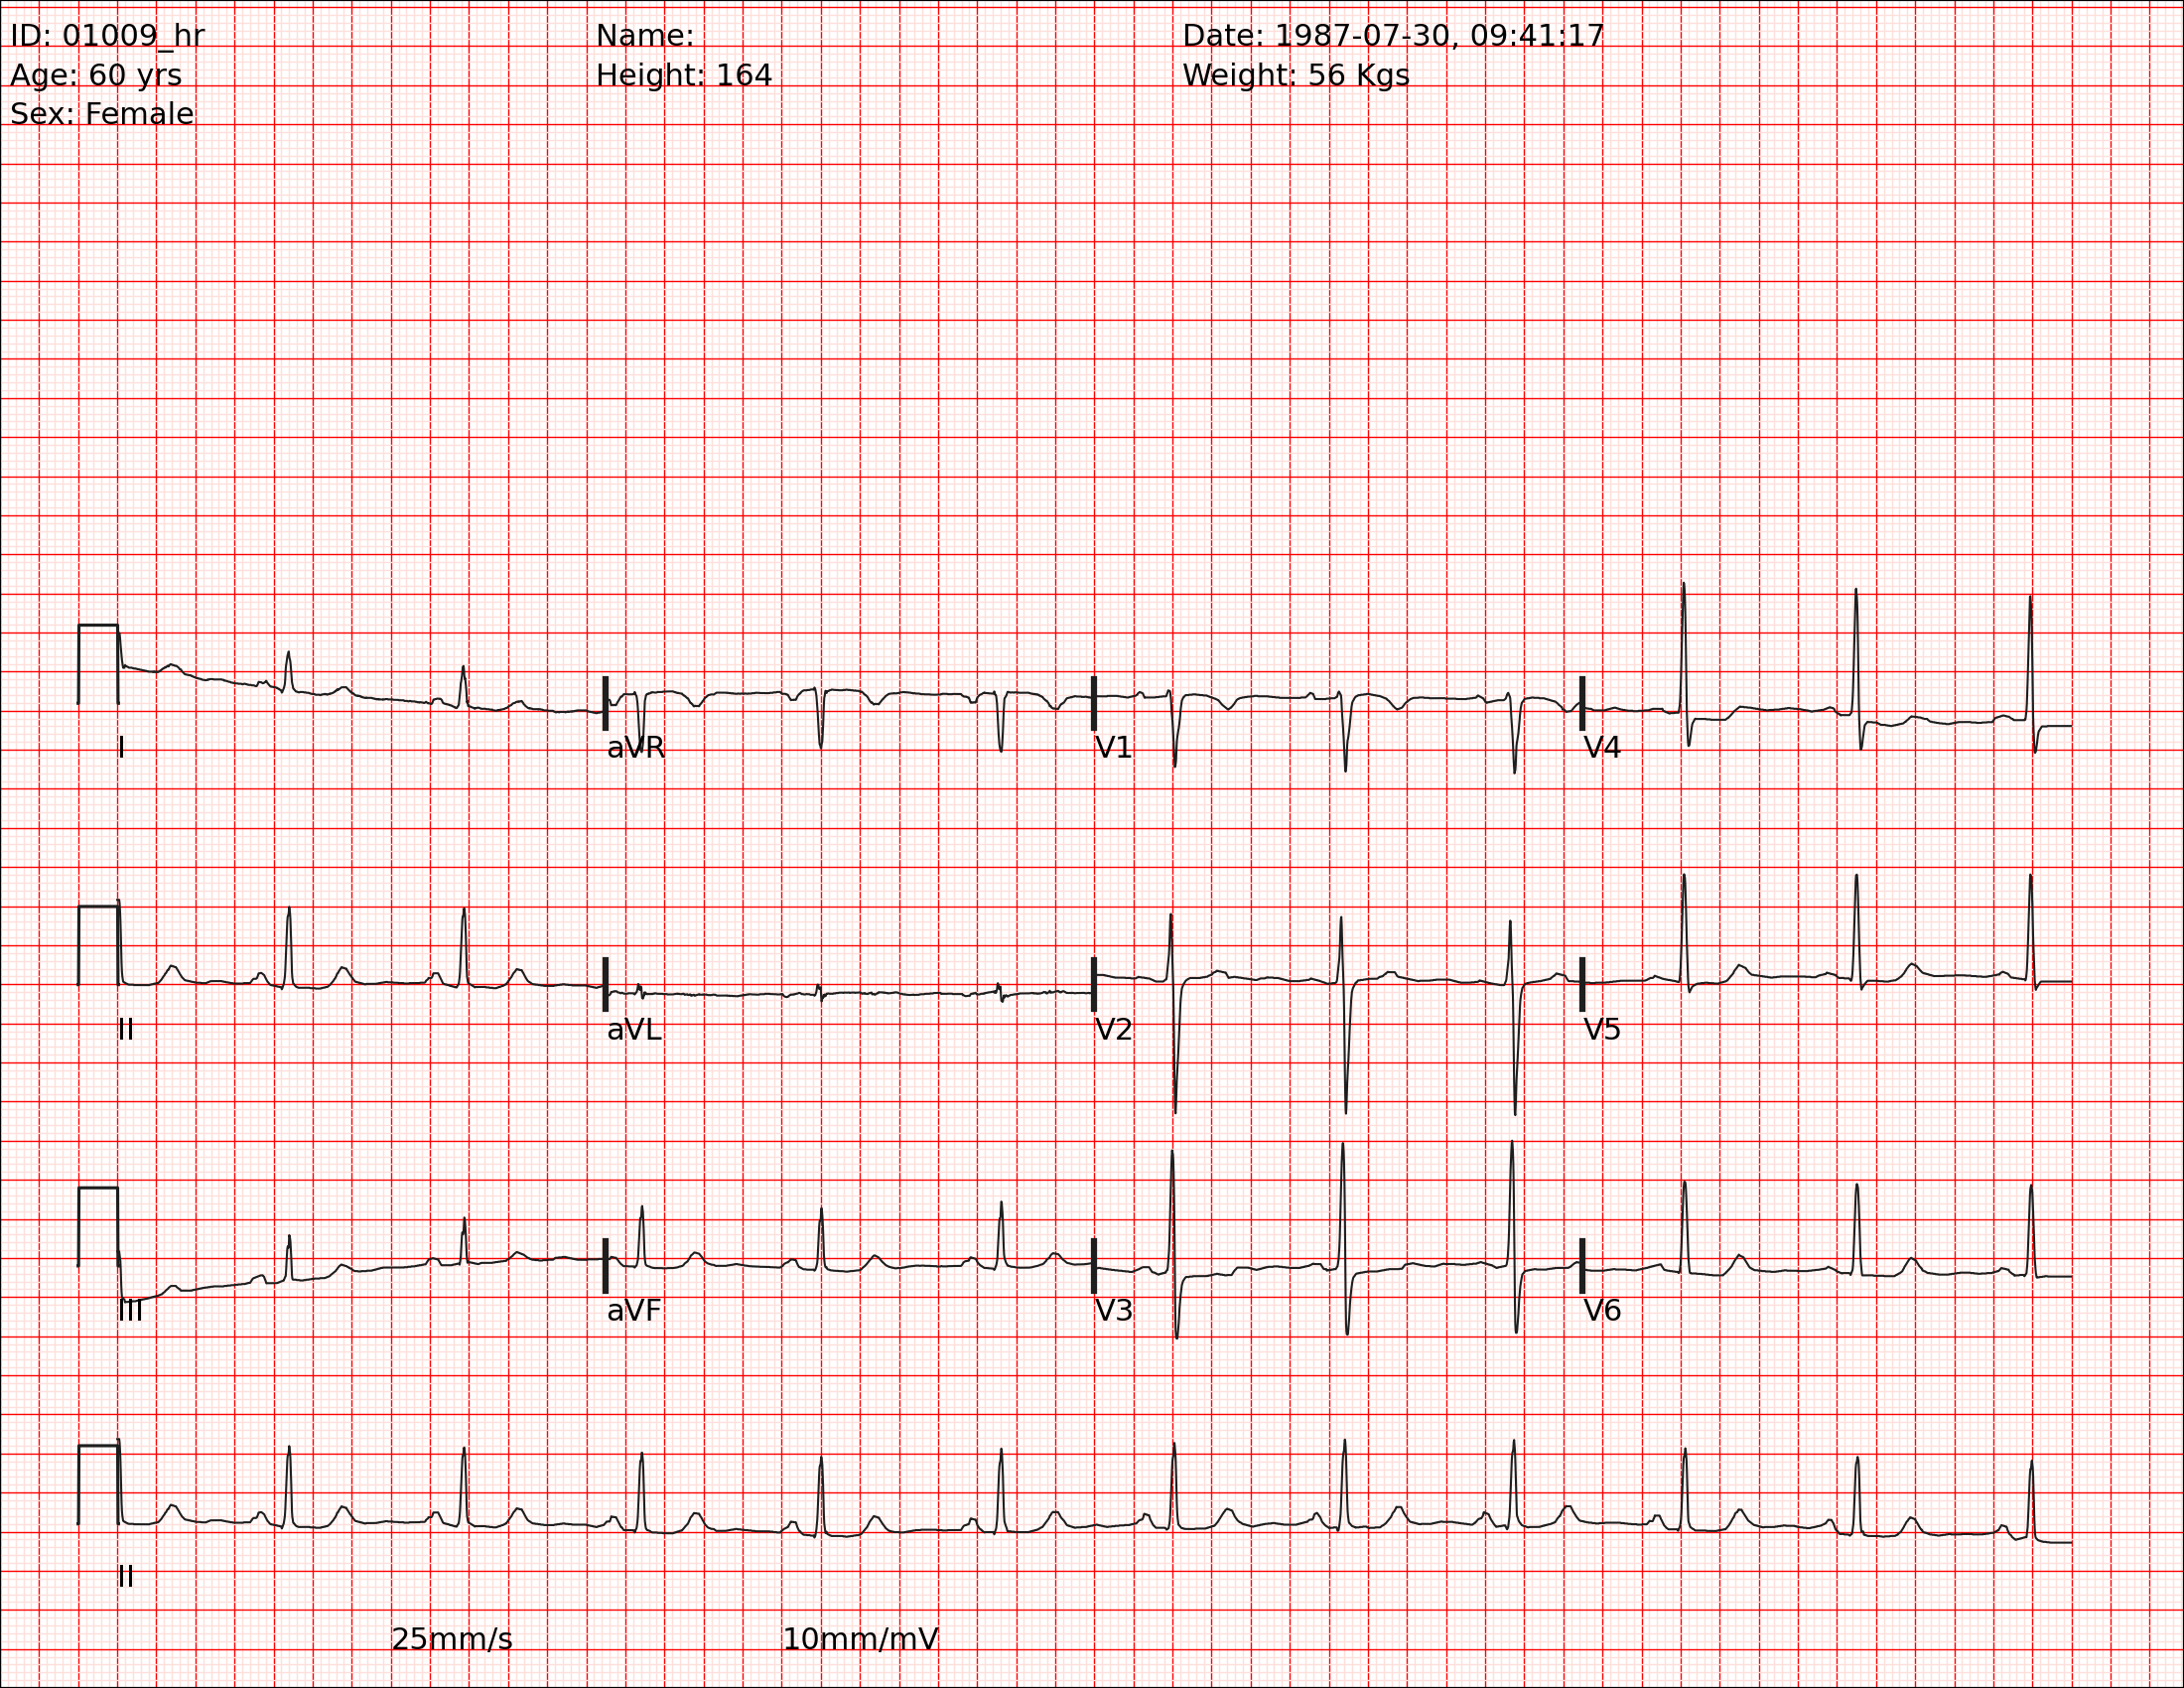 ID: 01009_hr Name: Date: 1987-07-30, 09:41:17
Age: 60 yrs Height: 164 Weight: 56 Kgs
Sex: Female
I aVR V1 V4
II aVL V2 V5
III aVF V3 V6
II
25mm/s 10mm/mV